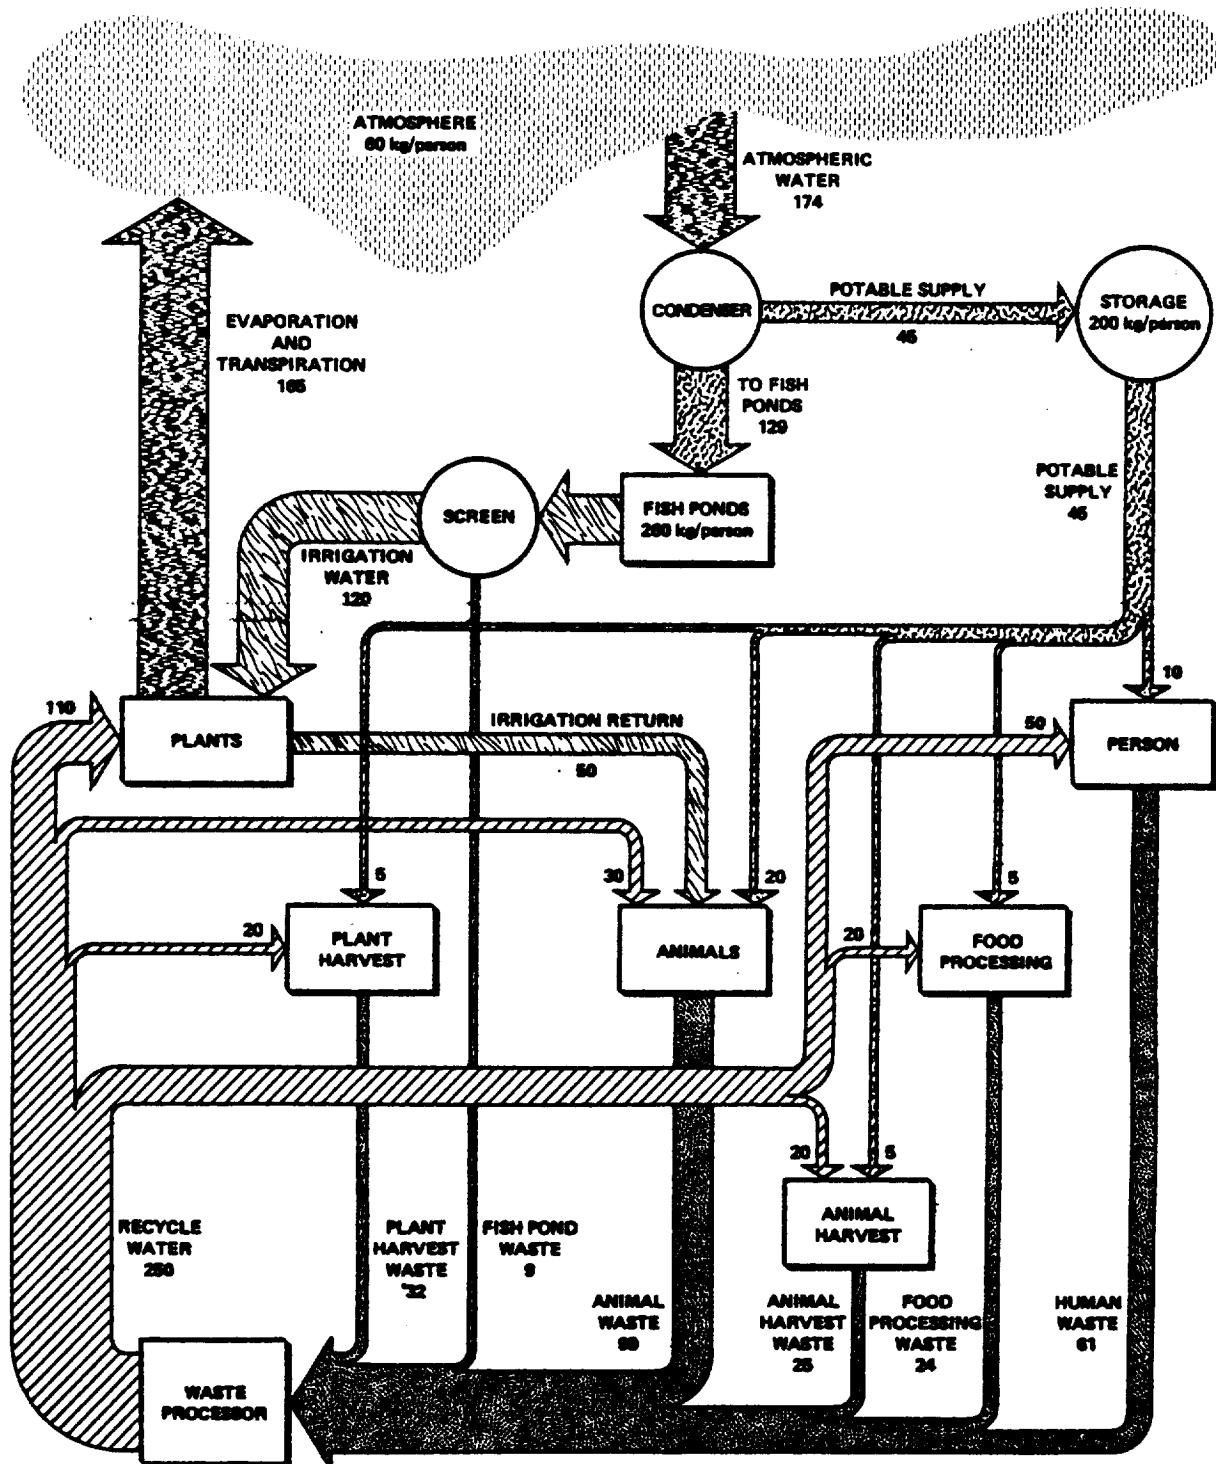 ATMOSPHERE
60 kg/person
ATMOSPHERIC
WATER
174
CONDENSER
POTABLE SUPPLY
45
STORAGE
200 kg/person
EVAPORATION
AND
TRANSPIRATION
165
TO FISH
PONDS
129
POTABLE
SUPPLY
45
SCREEN
FISH PONDS
260 kg/person
IRRIGATION
WATER
120
110
PLANTS
IRRIGATION RETURN
50
10
50
PERSON
5
30
20
5
20
PLANT
HARVEST
ANIMALS
20
FOOD
PROCESSING
20
5
ANIMAL
HARVEST
RECYCLE
WATER
250
PLANT
HARVEST
WASTE
32
FISH POND
WASTE
9
ANIMAL
WASTE
99
ANIMAL
HARVEST
WASTE
25
FOOD
PROCESSING
WASTE
24
HUMAN
WASTE
61
WASTE
PROCESSOR